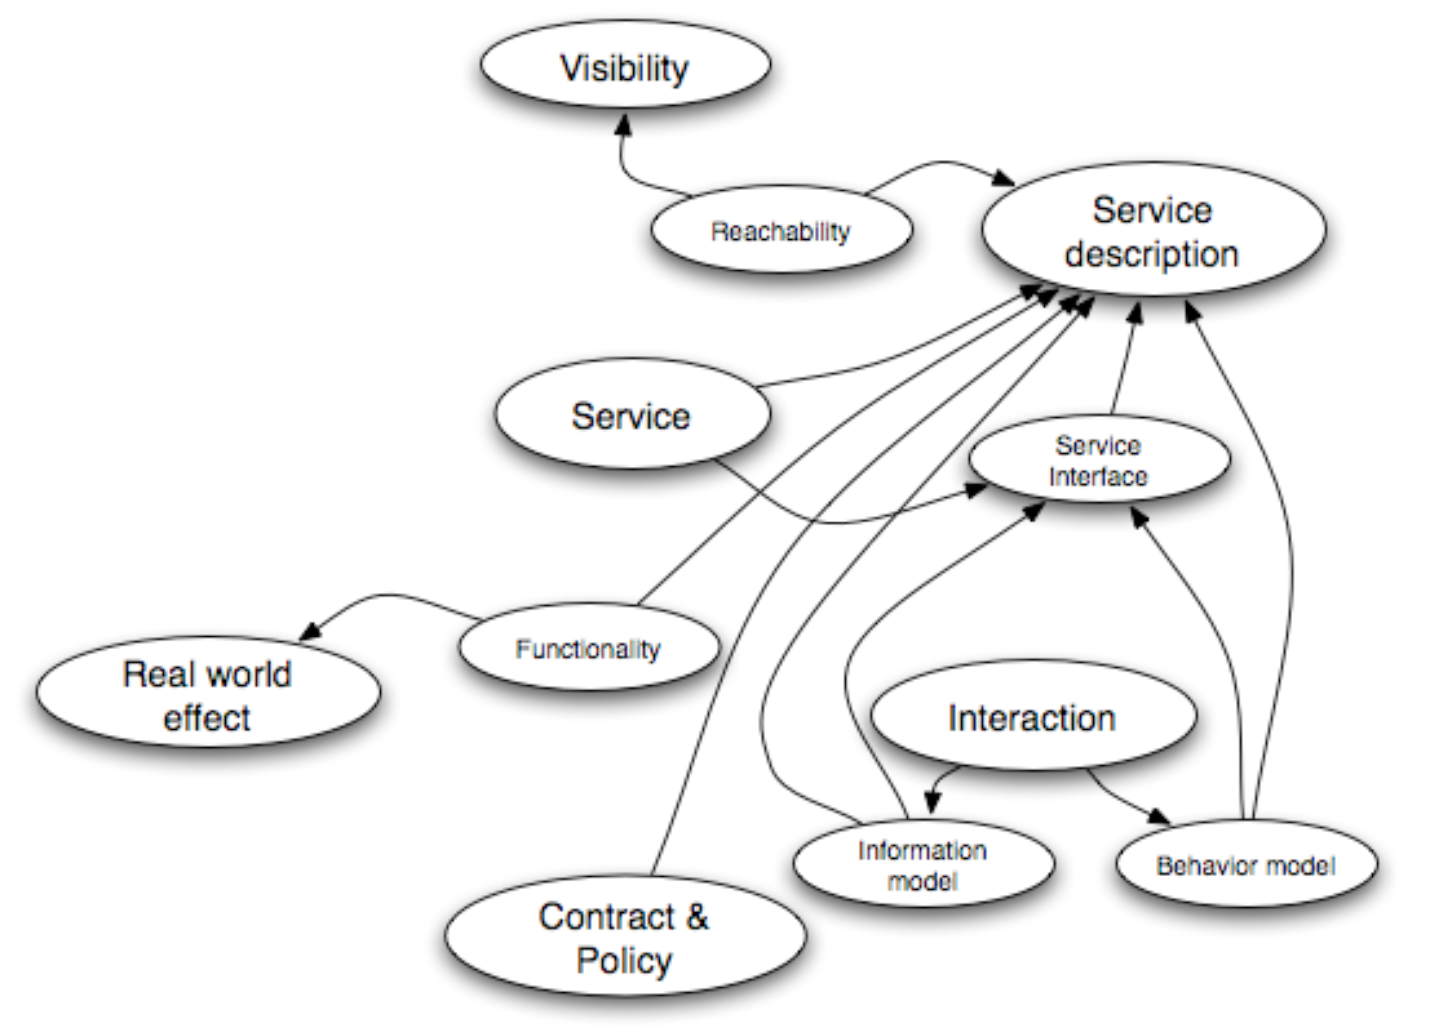 Visibility
Reachability
Service
description
Service
Service
Interface
Functionality
Real world
effect
Interaction
Information
model
Behavior model
Contract &
Policy